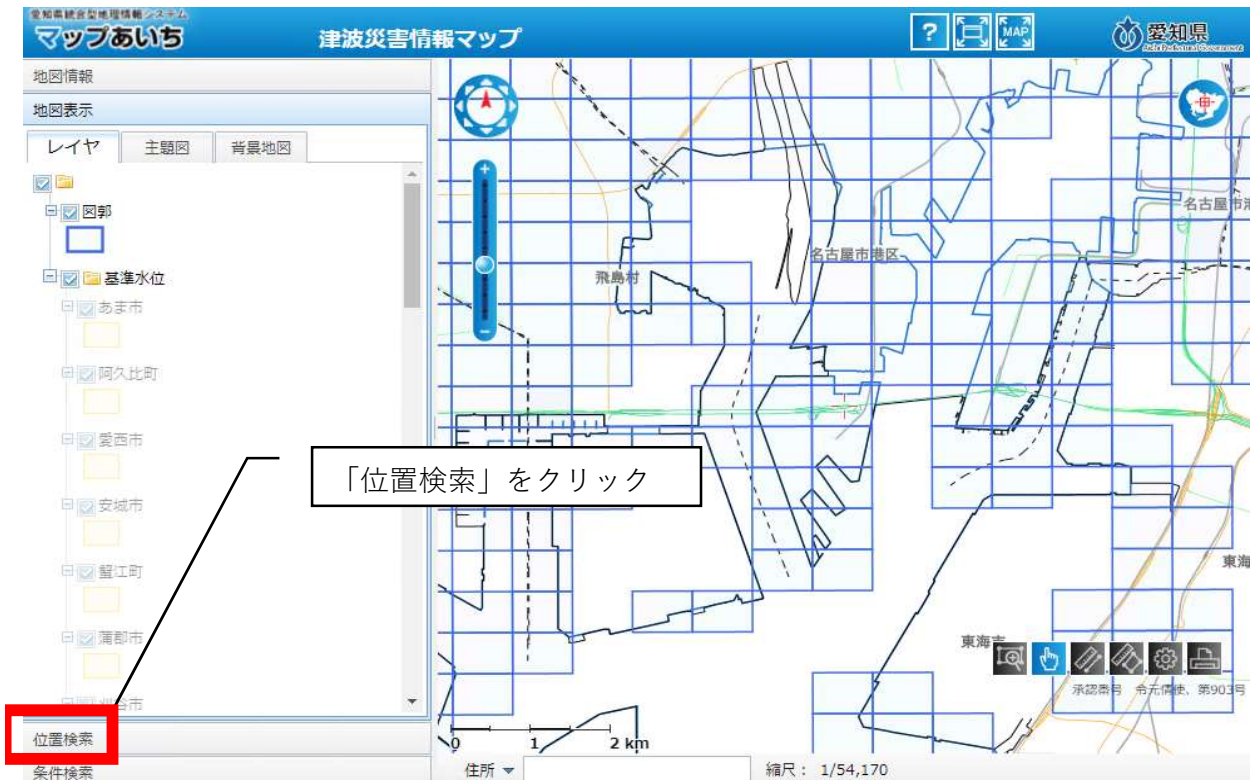 愛知県統合型地理情報システム
マップあいち
津波災害情報マップ
?
MAP
愛知県
Aichi Prefectural Government
地図情報
地図表示
レイヤ
主題図
背景地図
図郭
基準水位
あま市
阿久比町
愛西市
安城市
蟹江町
蒲郡市
刈谷市
位置検索
条件検索
「位置検索」をクリック
名古屋市港
名古屋市港区
飛島村
東海
東海市
承認番号 令元情使、第903号
0 1 2 km
住所
縮尺： 1/54,170